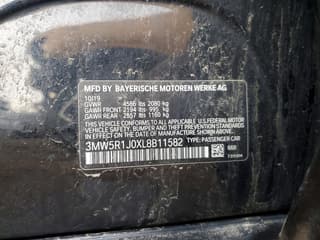 MFD BY BAYERISCHE MOTOREN WERKE AG
10/19
GVWR 4586 lbs 2080 kg
GAWR FRONT 2194 lbs 995 kg
GAWR REAR 2557 lbs 1160 kg
THIS VEHICLE CONFORMS TO ALL APPLICABLE
FEDERAL MOTOR VEHICLE SAFETY, BUMPER
AND THEFT PREVENTION STANDARDS IN EFFECT
ON THE DATE OF MANUFACTURE SHOWN ABOVE.
3MW5R1J0XL8B11582 TYPE: PASSENGER CAR
668